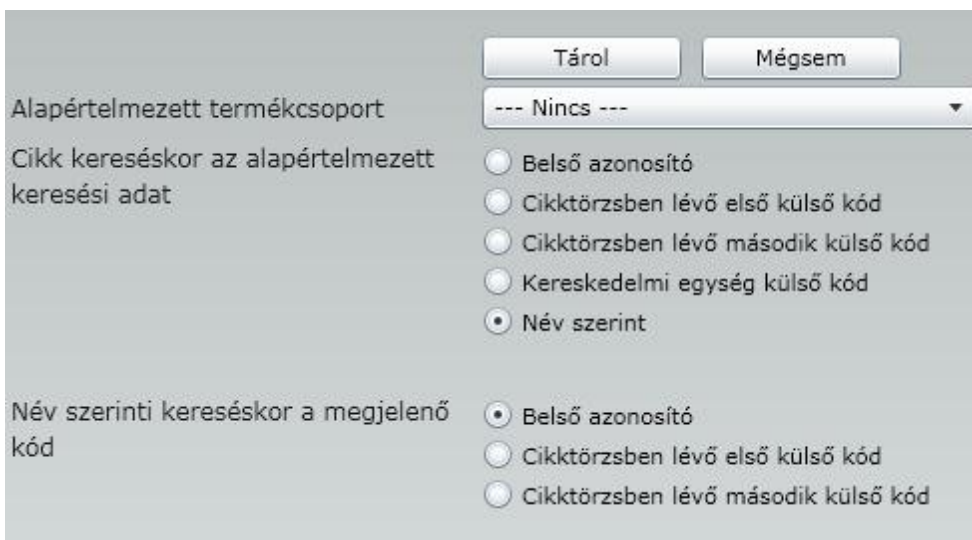 Tárol Mégsem
Alapértelmezett termékcsoport --- Nincs ---
Cikk kereséskor az alapértelmezett
keresési adat
Belső azonosító
Cikktörzsben lévő első külső kód
Cikktörzsben lévő második külső kód
Kereskedelmi egység külső kód
Név szerint
Név szerinti kereséskor a megjelenő
kód
Belső azonosító
Cikktörzsben lévő első külső kód
Cikktörzsben lévő második külső kód